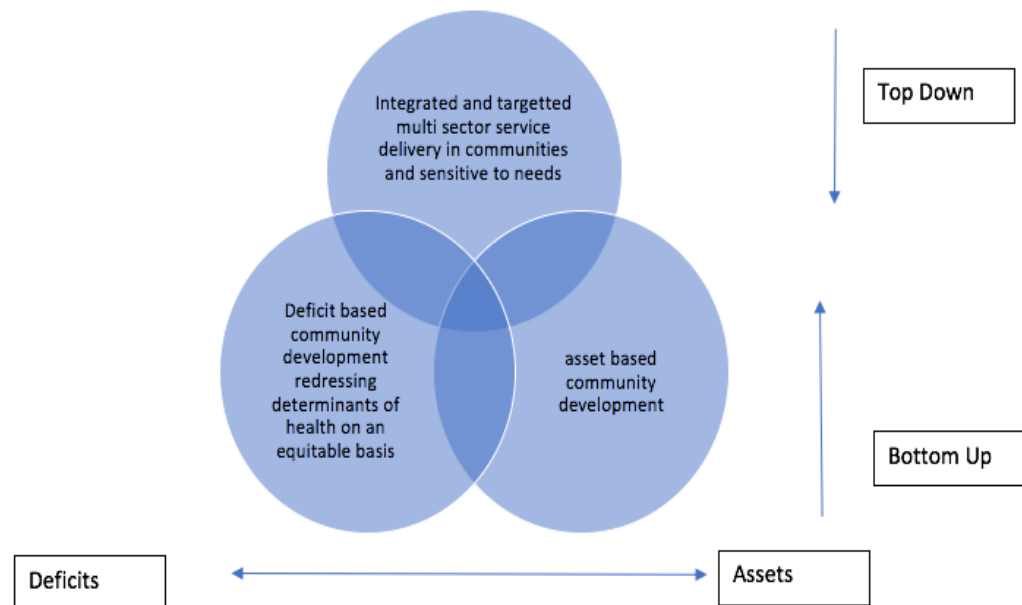 Integrated and targetted
multi sector service
delivery in communities
and sensitive to needs
Top Down
Deficit based
community
development
redressing
determinants of
health on an
equitable basis
asset based
community
development
Bottom Up
Deficits
Assets